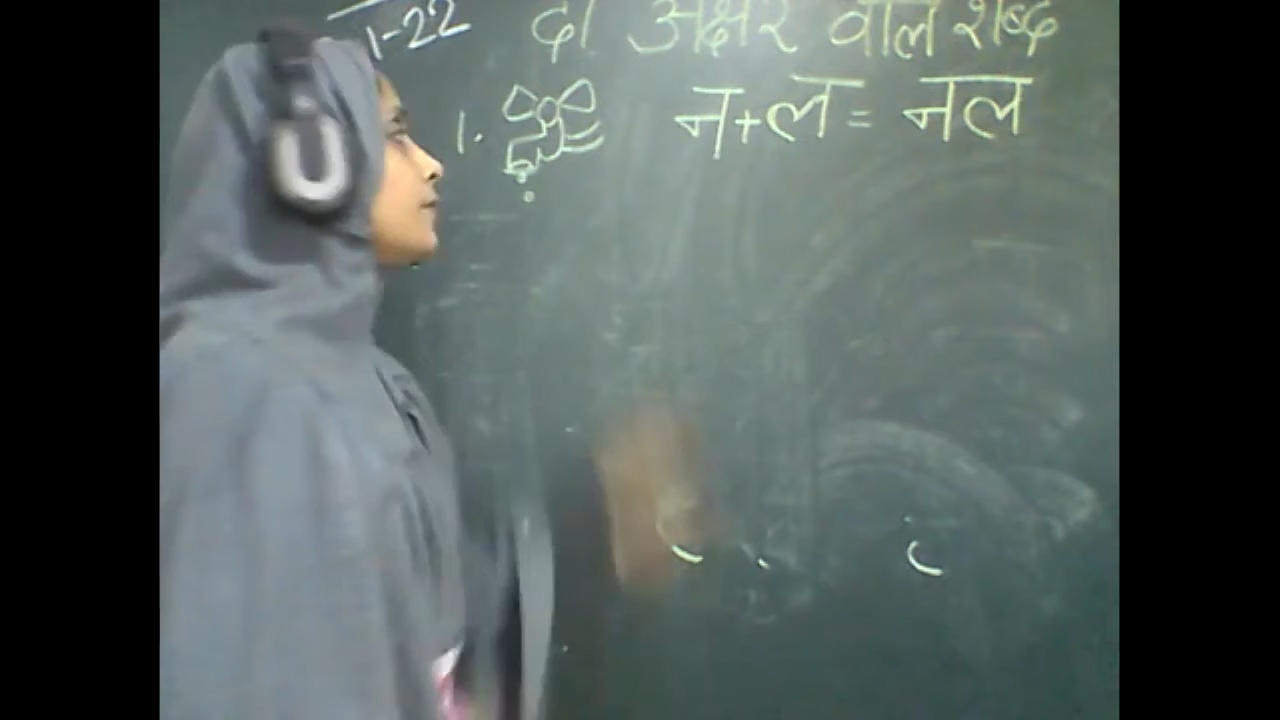 1-22
दो अक्षर वाले शब्द
1. न+ल = नल